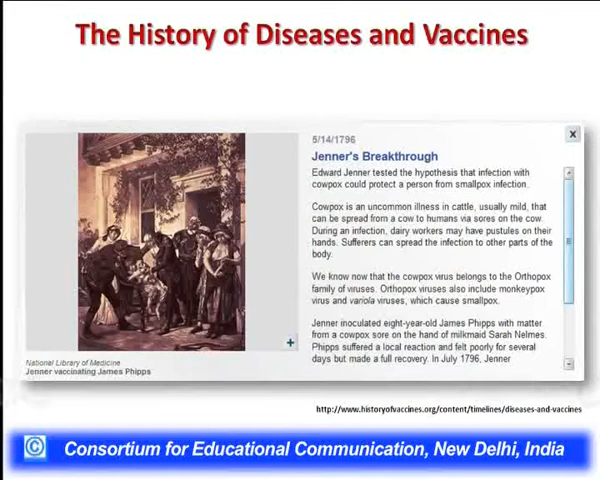 The History of Diseases and Vaccines
5/14/1796
Jenner's Breakthrough
Edward Jenner tested the hypothesis that infection with
cowpox could protect a person from smallpox infection.
Cowpox is an uncommon illness in cattle, usually mild, that
can be spread from a cow to humans via sores on the cow.
During an infection, dairy workers may have pustules on their
hands. Sufferers can spread the infection to other parts of the
body.
We know now that the cowpox virus belongs to the Orthopox
family of viruses. Orthopox viruses also include monkeypox
virus and variola viruses, which cause smallpox.
Jenner inoculated eight-year-old James Phipps with matter
from a cowpox sore on the hand of milkmaid Sarah Nelmes.
Phipps suffered a local reaction and felt poorly for several
days but made a full recovery. In July 1796, Jenner
National Library of Medicine
Jenner vaccinating James Phipps
http://www.historyofvaccines.org/content/timelines/diseases-and-vaccines
© Consortium for Educational Communication, New Delhi, India